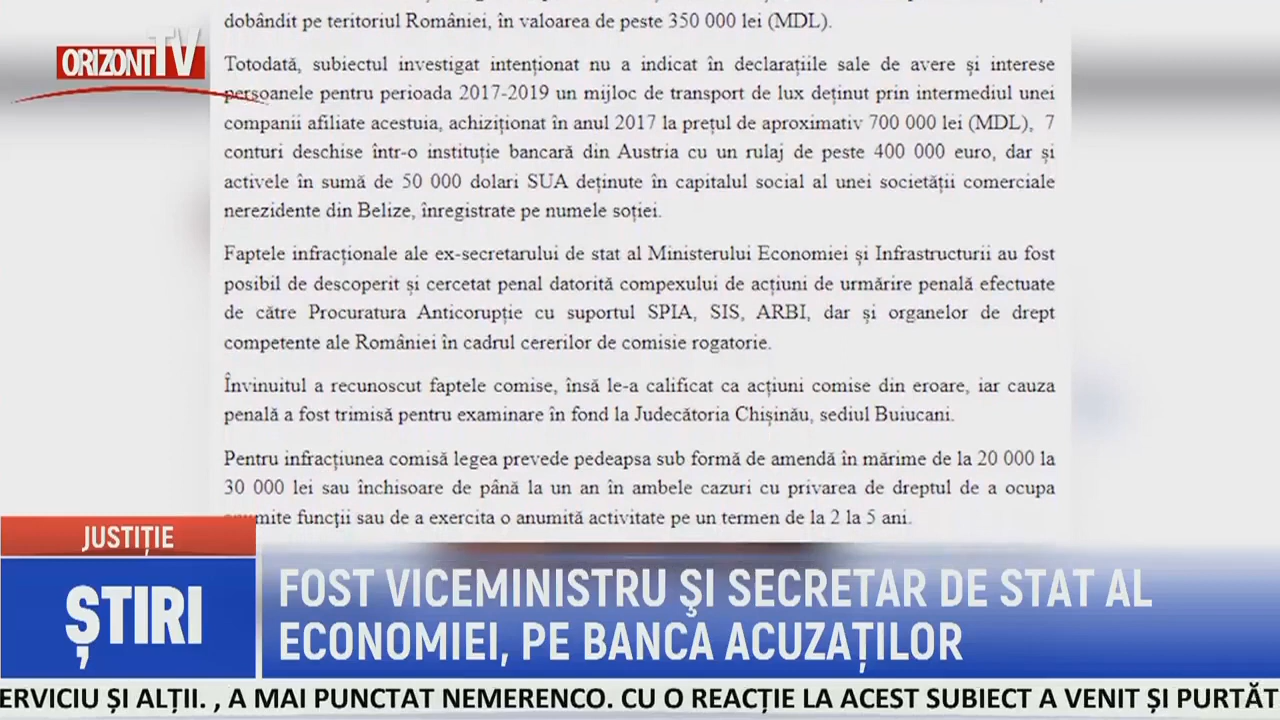 dobândit pe teritoriul României, în valoarea de peste 350 000 lei (MDL).
ORIZONT TV
Totodată, subiectul investigat intenționat nu a indicat în declarațiile sale de avere și interese
persoanele pentru perioada 2017-2019 un mijloc de transport de lux deținut prin intermediul unei
companii afiliate acestuia, achiziționat în anul 2017 la prețul de aproximativ 700 000 lei (MDL), 7
conturi deschise într-o instituție bancară din Austria cu un rulaj de peste 400 000 euro, dar și
activele în sumă de 50 000 dolari SUA deținute în capitalul social al unei societății comerciale
nerezidente din Belize, înregistrate pe numele soției.
Faptele infracționale ale ex-secretarului de stat al Ministerului Economiei și Infrastructurii au fost
posibil de descoperit și cercetat penal datorită compexului de acțiuni de urmărire penală efectuate
de către Procuratura Anticorupție cu suportul SPIA, SIS, ARBI, dar și organelor de drept
competente ale României în cadrul cererilor de comisie rogatorie.
Învinuitul a recunoscut faptele comise, însă le-a calificat ca acțiuni comise din eroare, iar cauza
penală a fost trimisă pentru examinare în fond la Judecătoria Chișinău, sediul Buiucani.
Pentru infracțiunea comisă legea prevede pedeapsa sub formă de amendă în mărime de la 20 000 la
30 000 lei sau închisoare de până la un an în ambele cazuri cu privarea de dreptul de a ocupa
anumite funcții sau de a exercita o anumită activitate pe un termen de la 2 la 5 ani.
JUSTIȚIE
ȘTIRI
FOST VICEMINISTRU ŞI SECRETAR DE STAT AL
ECONOMIEI, PE BANCA ACUZAȚILOR
ERVICIU ȘI ALȚII. , A MAI PUNCTAT NEMERENCO. CU O REACȚIE LA ACEST SUBIECT A VENIT ȘI PURTĂT